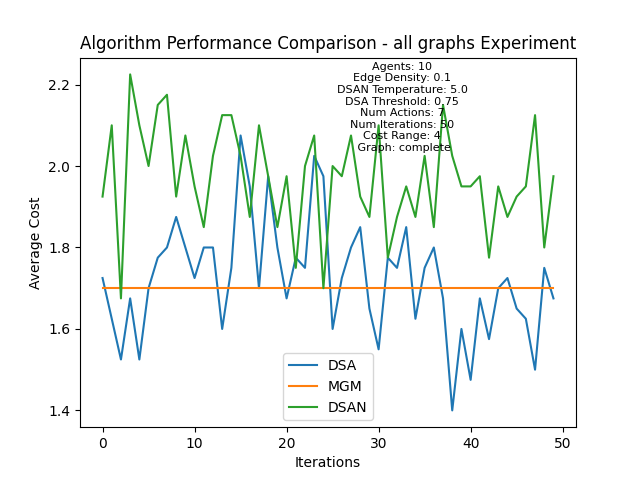 Algorithm Performance Comparison - all graphs Experiment
Agents: 10
Edge Density: 0.1
DSAN Temperature: 5.0
DSA Threshold: 0.75
Num Actions: 7
Num Iterations: 50
Cost Range: 4
Graph: complete
2.2
2.0
1.8
1.6
1.4
Average Cost
DSA
MGM
DSAN
0 10 20 30 40 50
Iterations